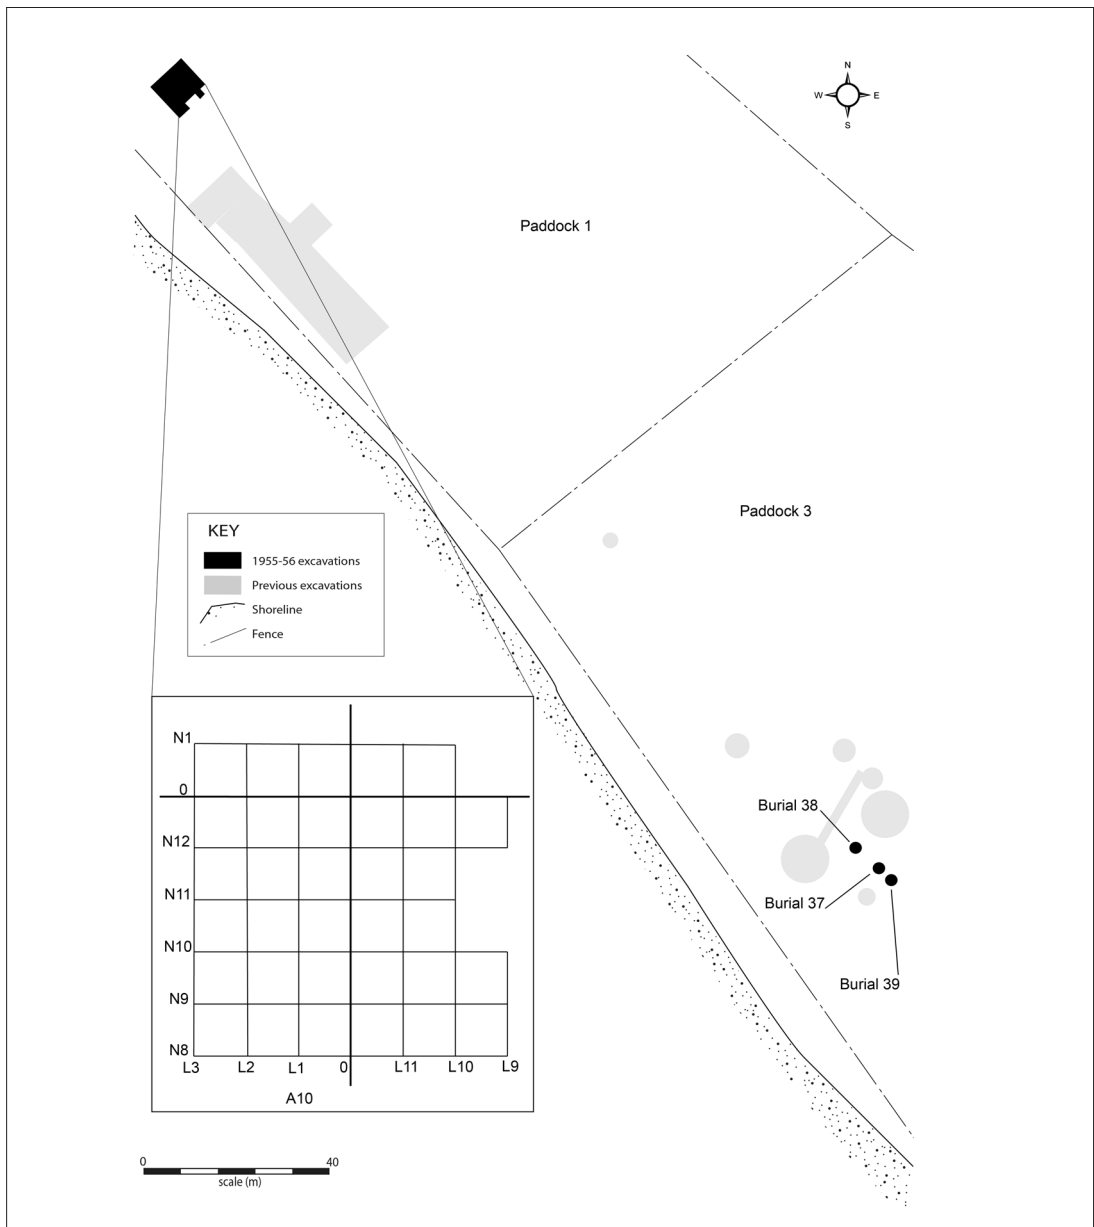 N
W E
S
Paddock 1
Paddock 3
KEY
1955-56 excavations
Previous excavations
Shoreline
Fence
N1
0
N12
N11
N10
N9
N8
L3 L2 L1 0 L11 L10 L9
A10
Burial 38
Burial 37
Burial 39
0 40
scale (m)